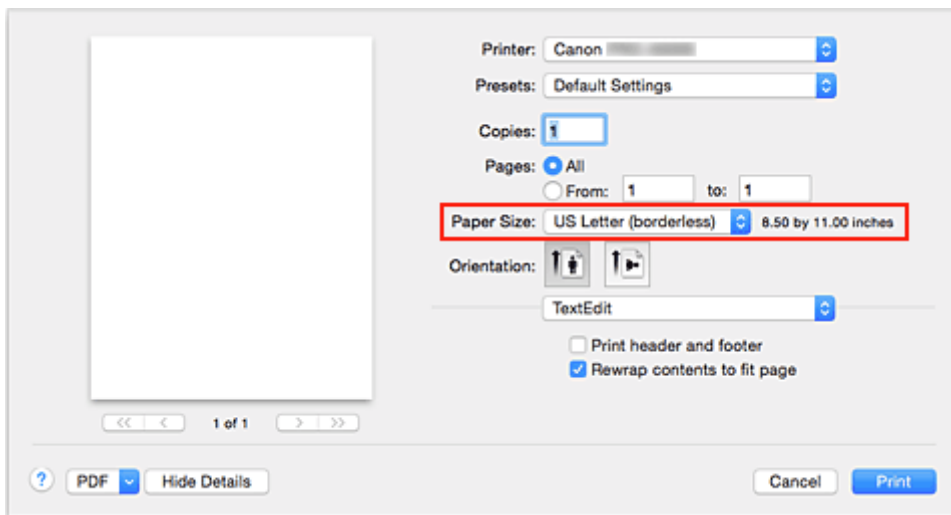 Printer: Canon
Presets: Default Settings
Copies: 1
Pages: All
From: 1 to: 1
Paper Size: US Letter (borderless) 8.50 by 11.00 inches
Orientation:
TextEdit
Print header and footer
Rewrap contents to fit page
1 of 1
? PDF Hide Details Cancel Print